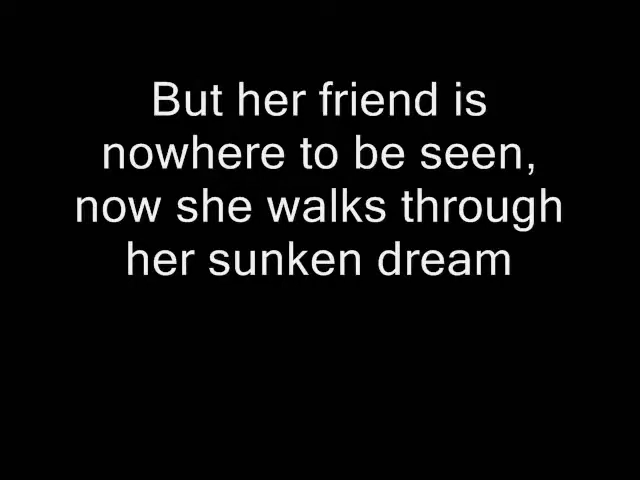 But her friend is
nowhere to be seen,
now she walks through
her sunken dream